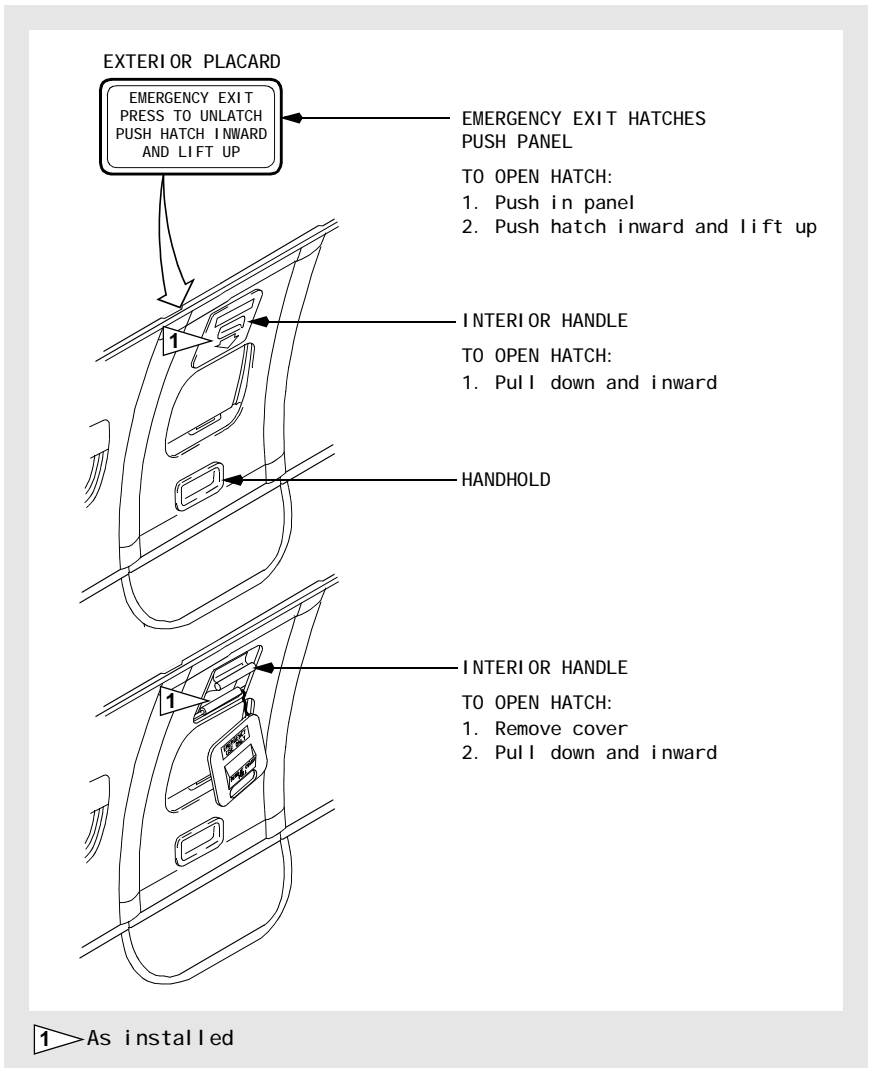 EXTERIOR PLACARD
EMERGENCY EXIT
PRESS TO UNLATCH
PUSH HATCH INWARD
AND LIFT UP
EMERGENCY EXIT HATCHES
PUSH PANEL
TO OPEN HATCH:
1. Push in panel
2. Push hatch inward and lift up
INTERIOR HANDLE
TO OPEN HATCH:
1. Pull down and inward
1
HANDHOLD
INTERIOR HANDLE
TO OPEN HATCH:
1. Remove cover
2. Pull down and inward
1
1 As installed